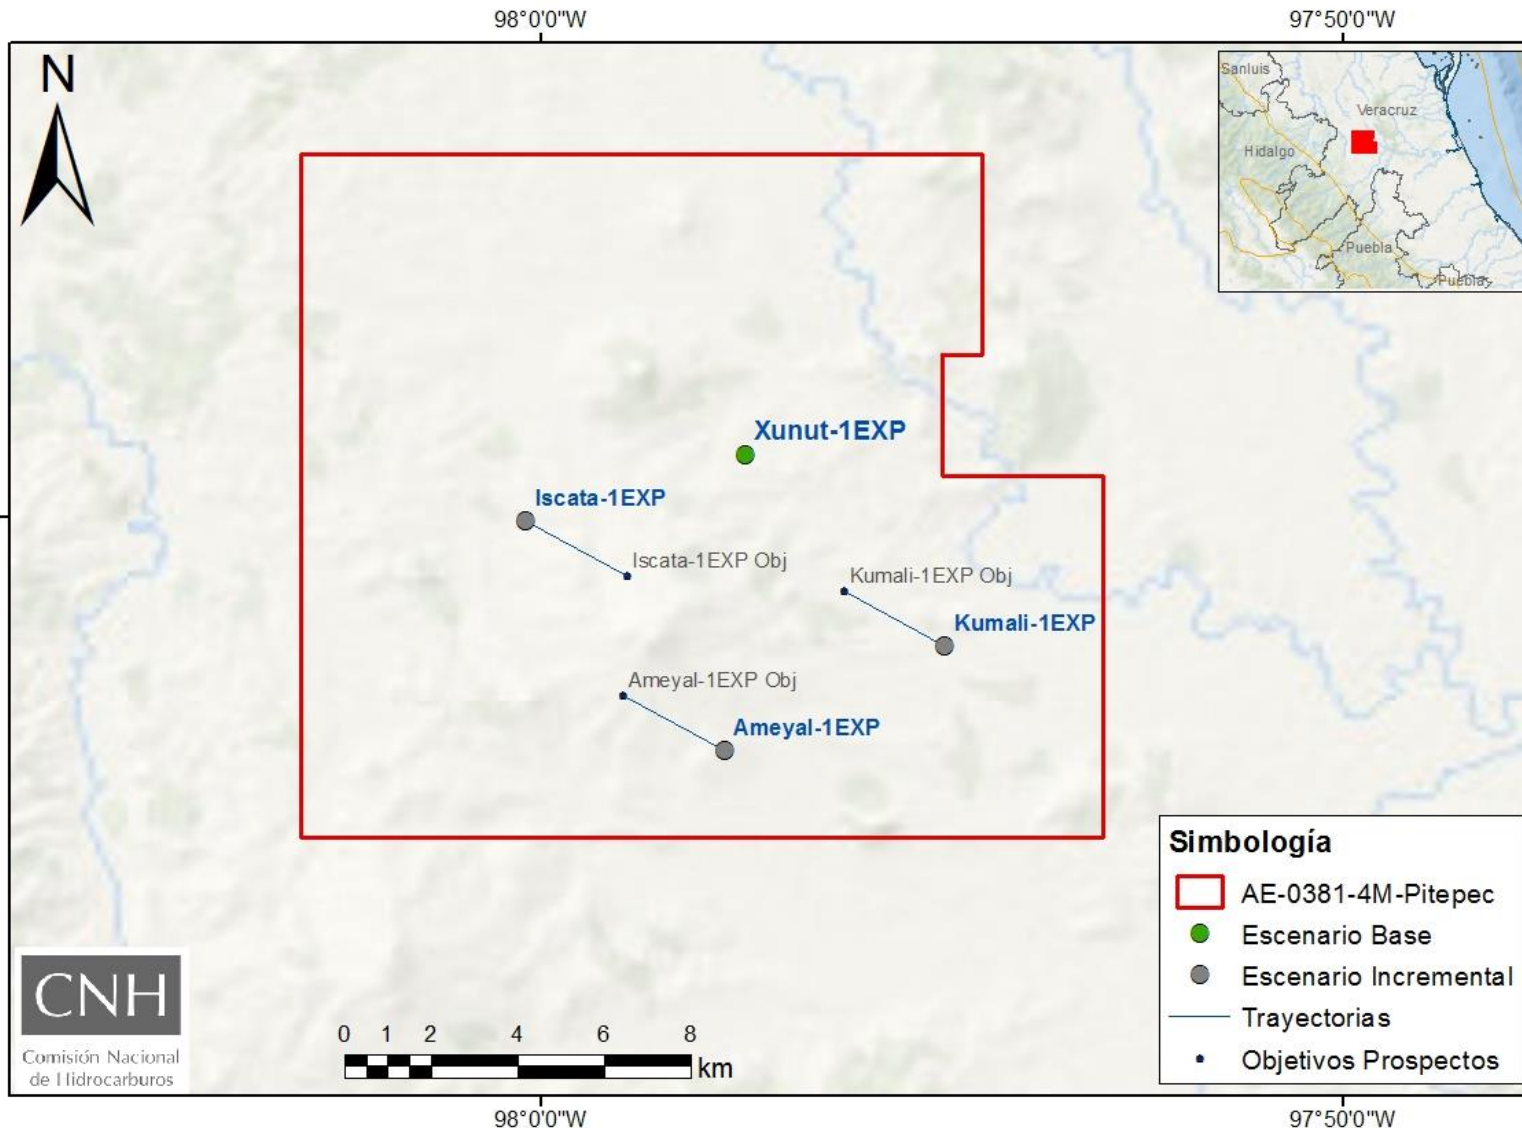 98°0'0"W
97°50'0"W
N
Sanluis
Veracruz
Hidalgo
Puebla
Puebla
Xunut-1EXP
Iscata-1EXP
Iscata-1EXP Obj
Kumali-1EXP Obj
Kumali-1EXP
Ameyal-1EXP Obj
Ameyal-1EXP
Simbología
AE-0381-4M-Pitepec
Escenario Base
Escenario Incremental
Trayectorias
Objetivos Prospectos
CNH
Comisión Nacional
de Hidrocarburos
0 1 2 4 6 8
km
98°0'0"W
97°50'0"W